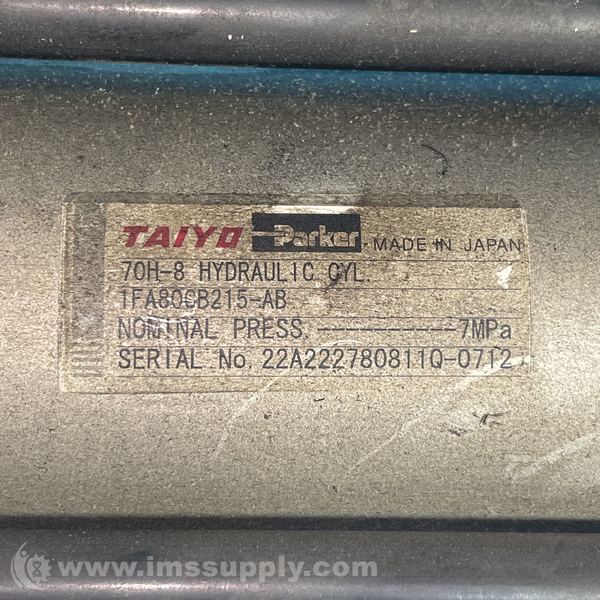 TAIYO Parker MADE IN JAPAN
70H-8 HYDRAULIC CYL.
1FA80CB215-AB
NOMINAL PRESS.-----------7MPa
SERIAL No. 22A222780811Q-0712
www.imssupply.com